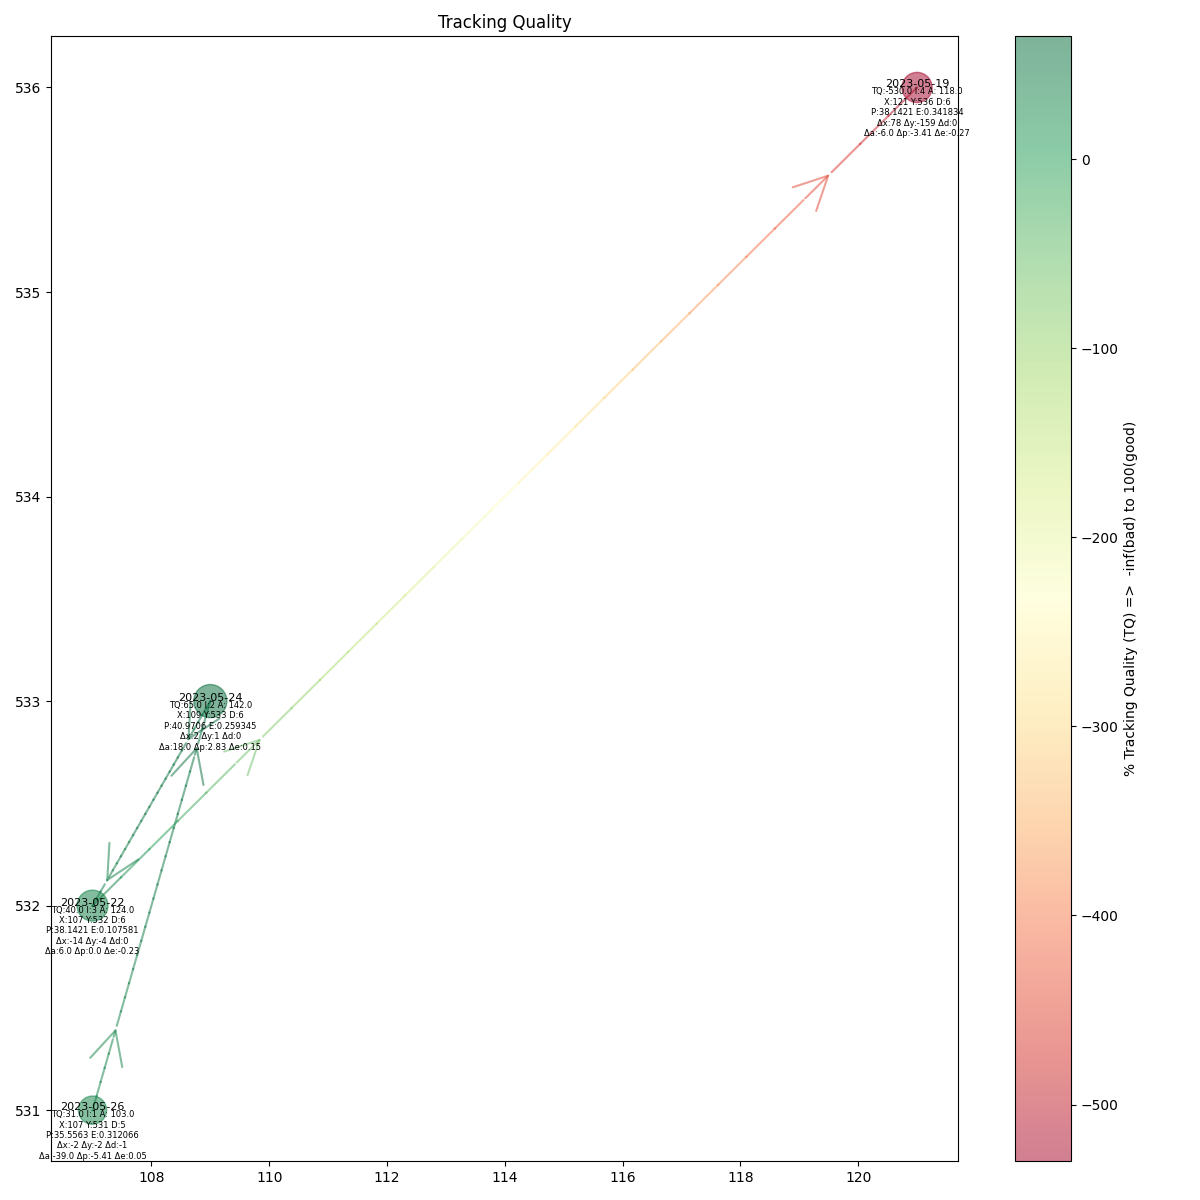 Tracking Quality
536
535
534
533
532
531
108
110
112
114
116
118
120
2023-05-19
TQ:-530.0 I:4 A: 118.0
X:121 Y:536 D:6
P:38.1421 E:0.341834
Δx:78 Δy:-159 Δd:0
Δa:-6.0 Δp:-3.41 Δe:-0.27
2023-05-24
TQ:65.0 I:2 A: 142.0
X:109 Y:533 D:6
P:40.9706 E:0.259345
Δx:2 Δy:1 Δd:0
Δa:18.0 Δp:2.83 Δe:0.15
2023-05-22
TQ:40.0 I:3 A: 124.0
X:107 Y:532 D:6
P:38.1421 E:0.107581
Δx:-14 Δy:-4 Δd:0
Δa:6.0 Δp:0.0 Δe:-0.23
2023-05-26
TQ:31.0 I:1 A: 103.0
X:107 Y:531 D:5
P:35.5563 E:0.312066
Δx:-2 Δy:-2 Δd:-1
Δa:-39.0 Δp:-5.41 Δe:0.05
0
−100
−200
−300
−400
−500
% Tracking Quality (TQ) => -inf(bad) to 100(good)